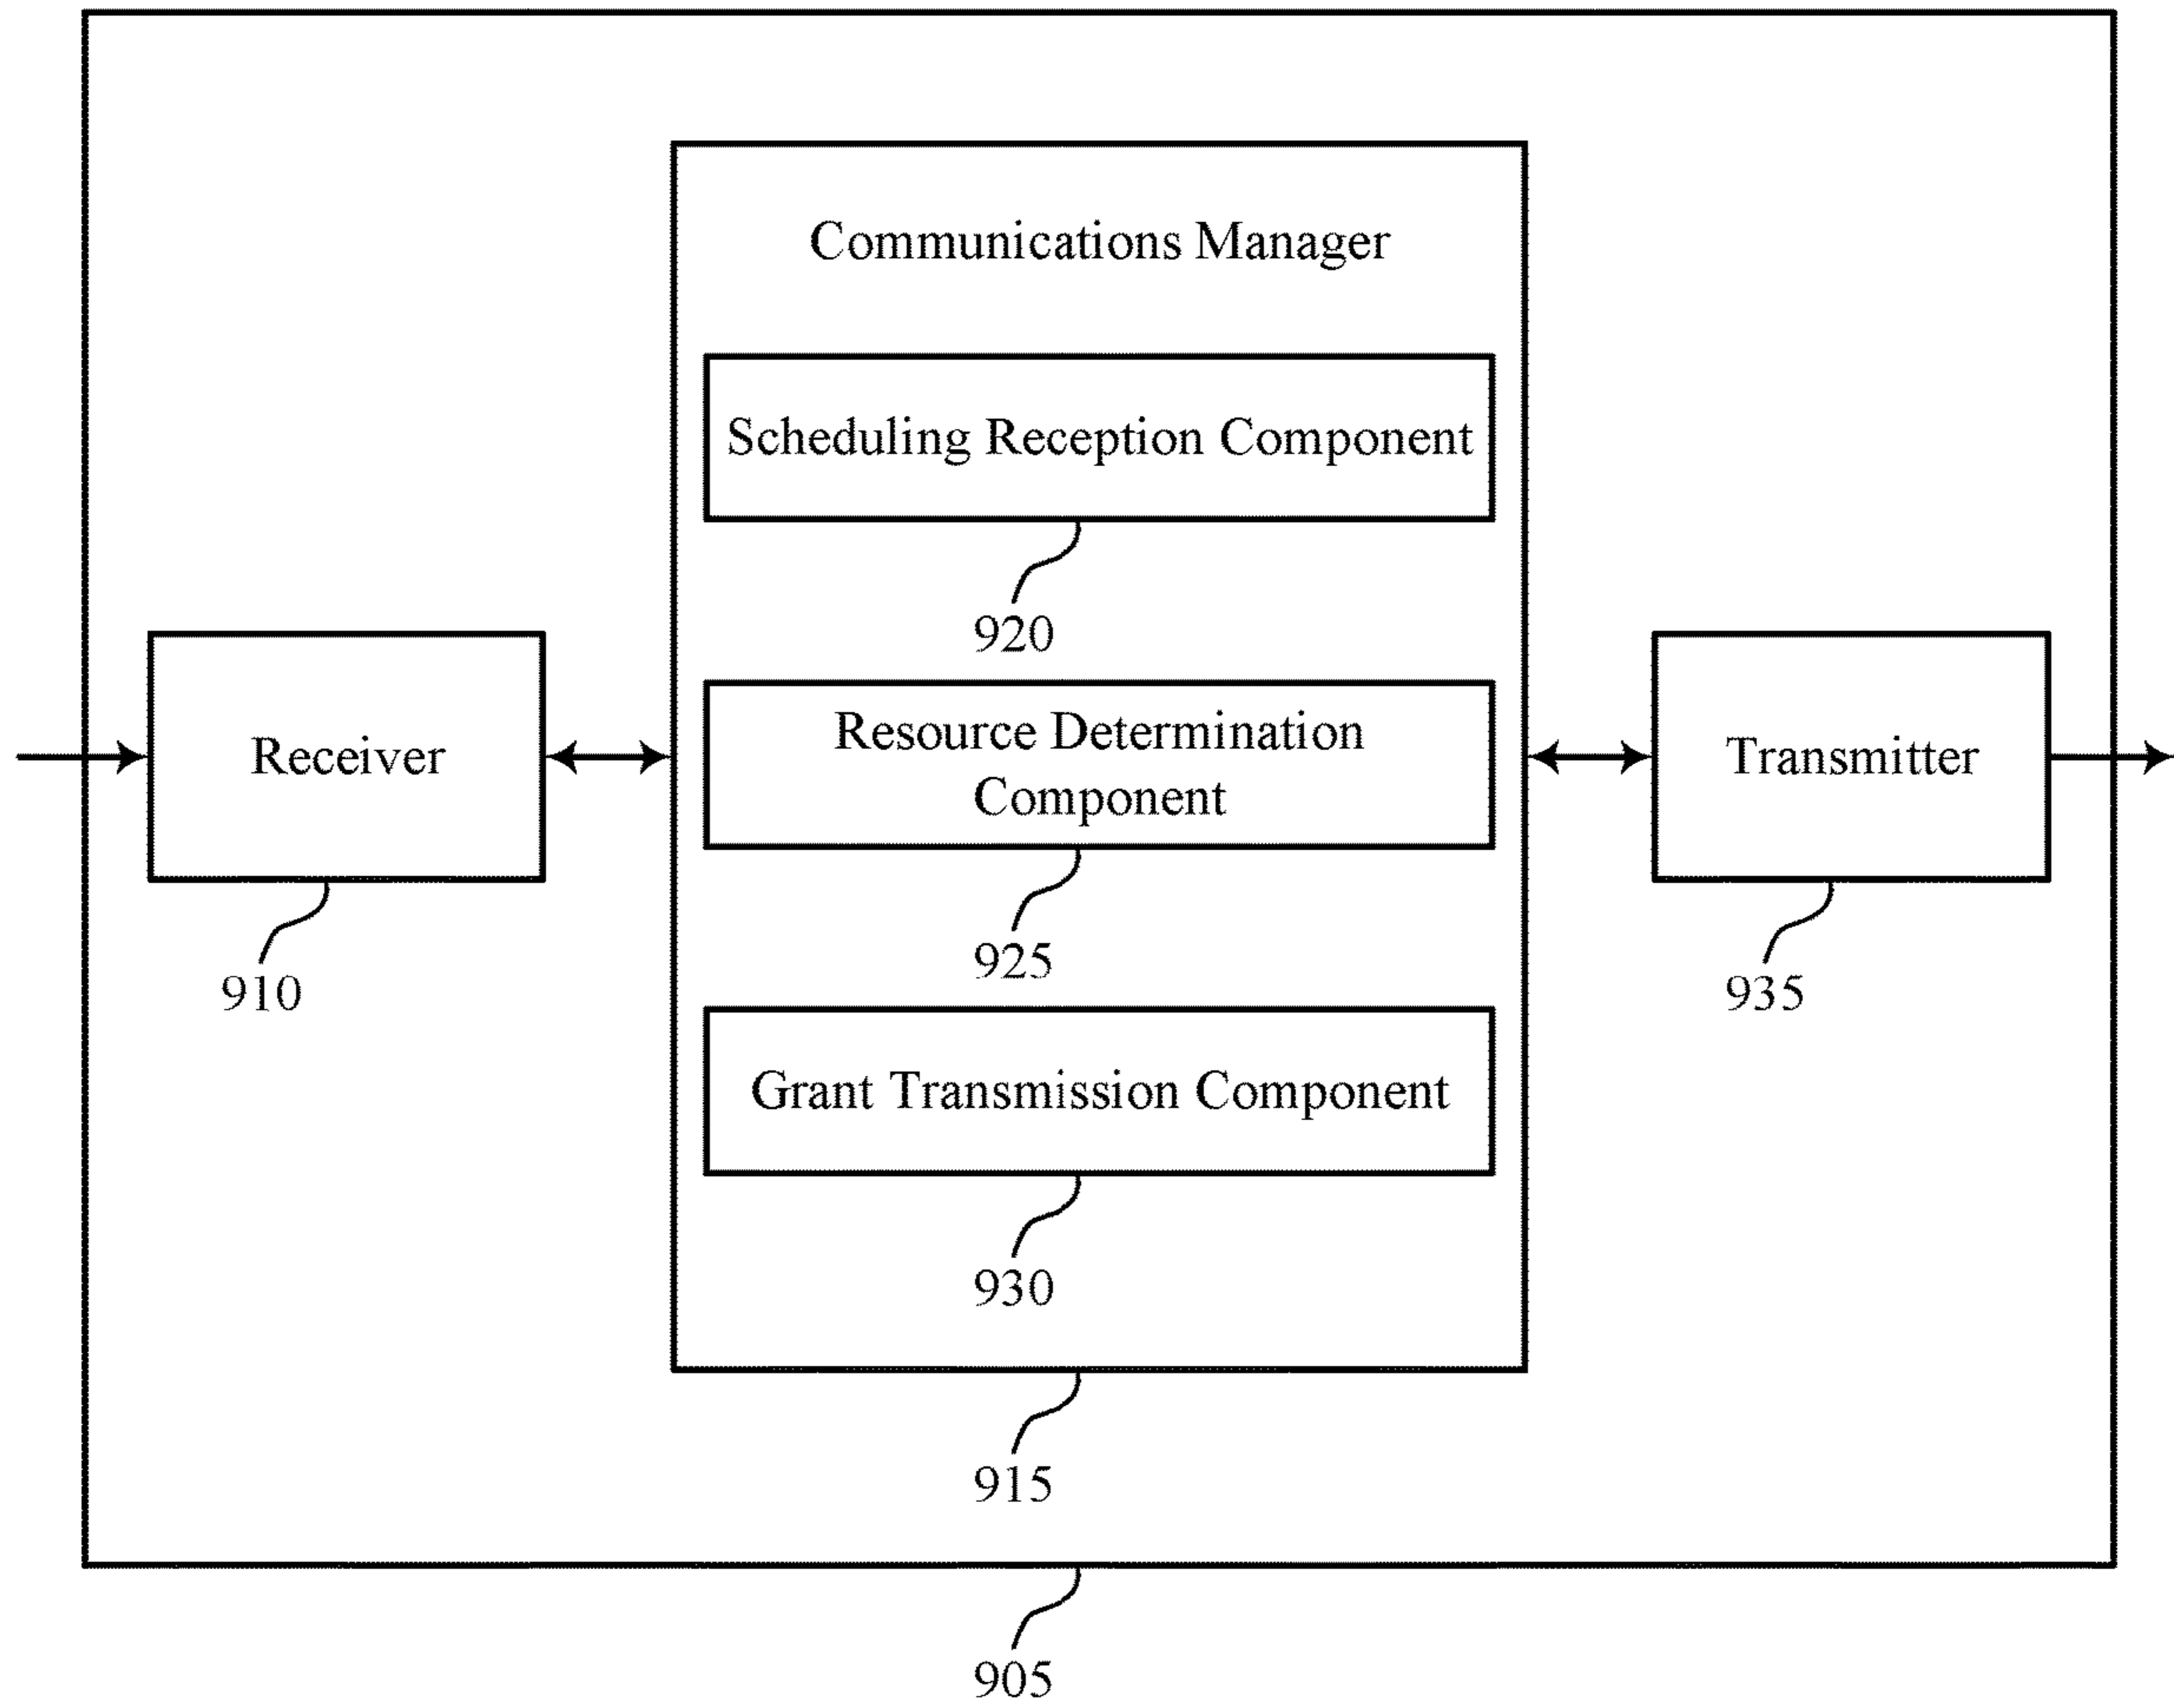 Communications Manager
Scheduling Reception Component
920
Receiver
910
Resource Determination
Component
925
Transmitter
935
Grant Transmission Component
930
915
905